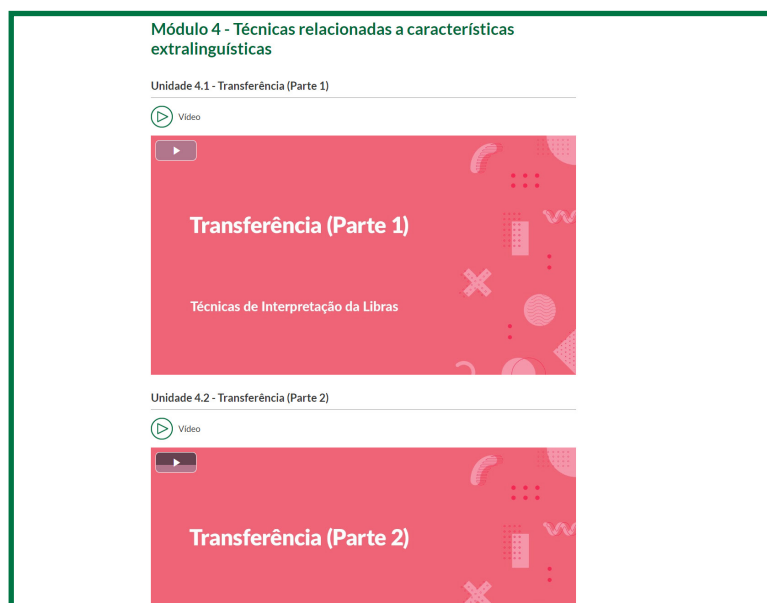 Módulo 4 - Técnicas relacionadas a características
extralinguísticas
Unidade 4.1 - Transferência (Parte 1)
Vídeo
Transferência (Parte 1)
Técnicas de Interpretação da Libras
Unidade 4.2 - Transferência (Parte 2)
Vídeo
Transferência (Parte 2)